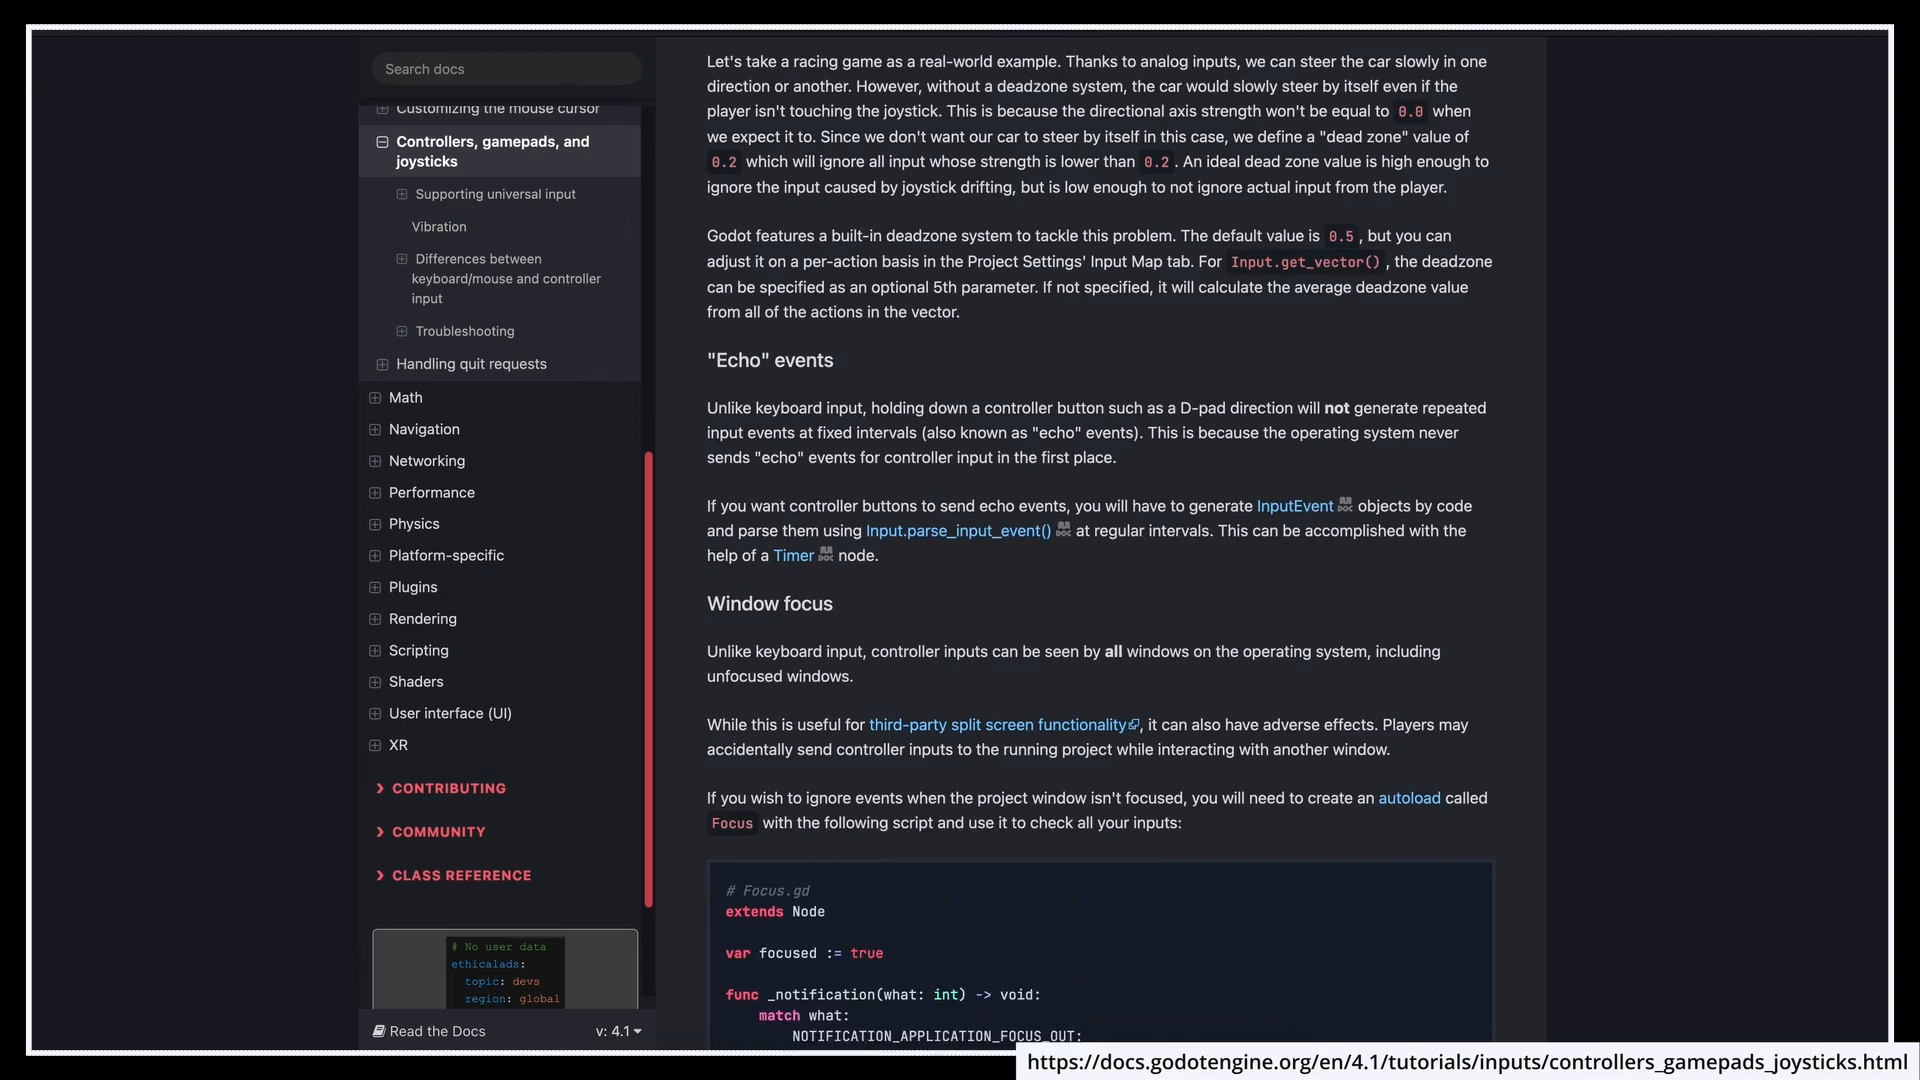 Search docs
Customizing the mouse cursor
Controllers, gamepads, and
joysticks
Supporting universal input
Vibration
Differences between
keyboard/mouse and controller
input
Troubleshooting
Handling quit requests
Math
Navigation
Networking
Performance
Physics
Platform-specific
Plugins
Rendering
Scripting
Shaders
User interface (UI)
XR
CONTRIBUTING
COMMUNITY
CLASS REFERENCE
# No user data
ethicalads:
topic: devs
region: global
Read the Docs
v: 4.1
Let's take a racing game as a real-world example. Thanks to analog inputs, we can steer the car slowly in one
direction or another. However, without a deadzone system, the car would slowly steer by itself even if the
player isn't touching the joystick. This is because the directional axis strength won't be equal to 0.0 when
we expect it to. Since we don't want our car to steer by itself in this case, we define a "dead zone" value of
0.2 which will ignore all input whose strength is lower than 0.2. An ideal dead zone value is high enough to
ignore the input caused by joystick drifting, but is low enough to not ignore actual input from the player.
Godot features a built-in deadzone system to tackle this problem. The default value is 0.5, but you can
adjust it on a per-action basis in the Project Settings' Input Map tab. For Input.get_vector(), the deadzone
can be specified as an optional 5th parameter. If not specified, it will calculate the average deadzone value
from all of the actions in the vector.
"Echo" events
Unlike keyboard input, holding down a controller button such as a D-pad direction will not generate repeated
input events at fixed intervals (also known as "echo" events). This is because the operating system never
sends "echo" events for controller input in the first place.
If you want controller buttons to send echo events, you will have to generate InputEvent DOC objects by code
and parse them using Input.parse_input_event() DOC at regular intervals. This can be accomplished with the
help of a Timer DOC node.
Window focus
Unlike keyboard input, controller inputs can be seen by all windows on the operating system, including
unfocused windows.
While this is useful for third-party split screen functionality, it can also have adverse effects. Players may
accidentally send controller inputs to the running project while interacting with another window.
If you wish to ignore events when the project window isn't focused, you will need to create an autoload called
Focus with the following script and use it to check all your inputs:
# Focus.gd
extends Node
var focused := true
func _notification(what: int) -> void:
match what:
NOTIFICATION_APPLICATION_FOCUS_OUT:
https://docs.godotengine.org/en/4.1/tutorials/inputs/controllers_gamepads_joysticks.html